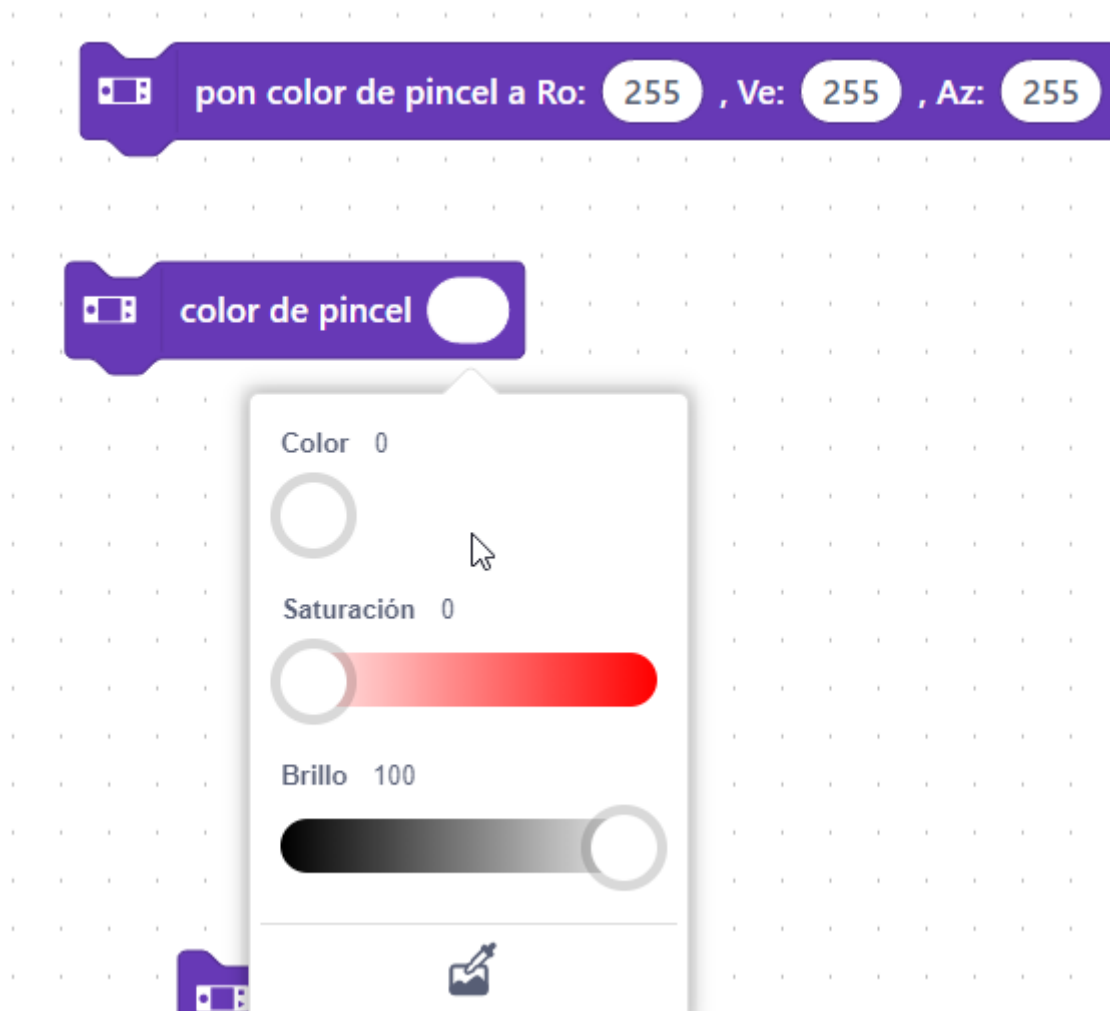 pon color de pincel a Ro: 255 , Ve: 255 , Az: 255
color de pincel
Color 0
Saturación 0
Brillo 100